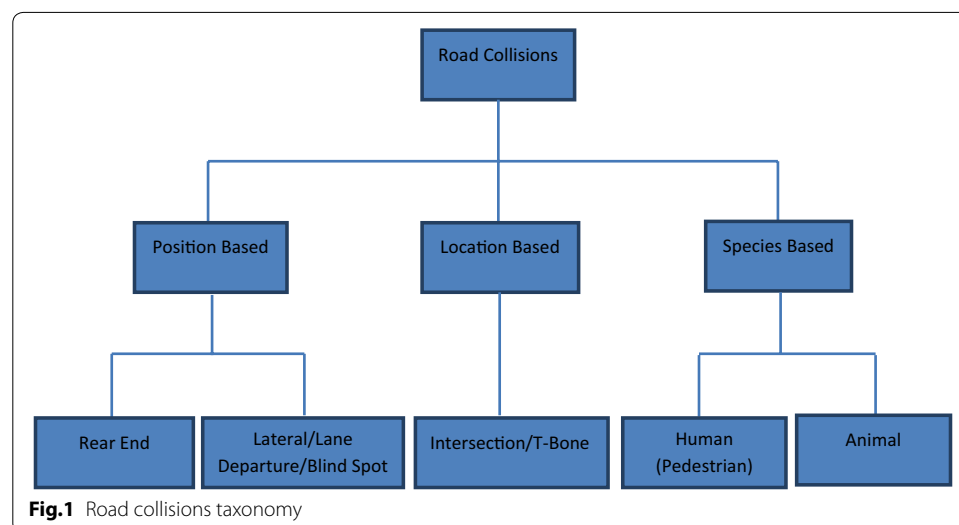 Road Collisions
Position Based
Location Based
Species Based
Rear End
Lateral/Lane
Departure/Blind Spot
Intersection/T-Bone
Human
(Pedestrian)
Animal
Fig.1 Road collisions taxonomy